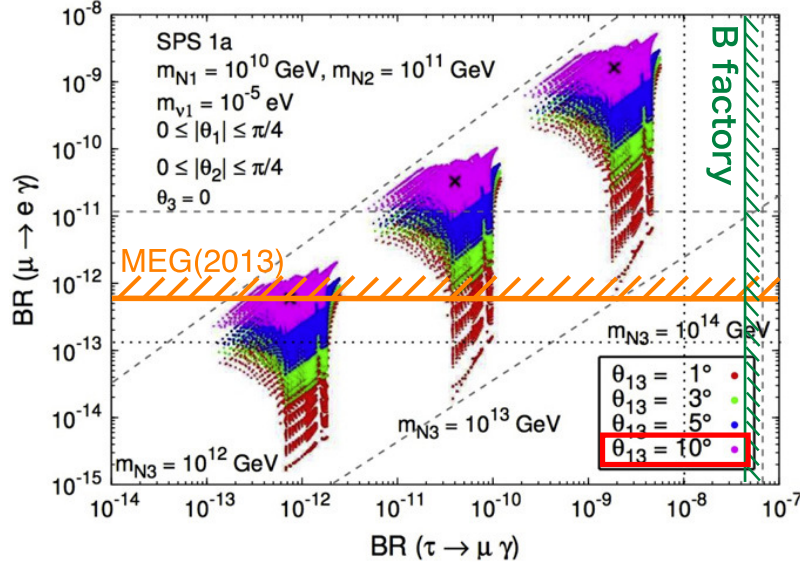 SPS 1a
m_N1 = 10^10 GeV, m_N2 = 10^11 GeV
m_ν1 = 10^-5 eV
0 ≤ |θ_1| ≤ π/4
0 ≤ |θ_2| ≤ π/4
θ_3 = 0
B factory
MEG(2013)
m_N3 = 10^14 GeV
m_N3 = 10^13 GeV
m_N3 = 10^12 GeV
θ_13 = 1°
θ_13 = 3°
θ_13 = 5°
θ_13 = 10°
BR (μ → e γ)
10^-8
10^-9
10^-10
10^-11
10^-12
10^-13
10^-14
10^-15
10^-14 10^-13 10^-12 10^-11 10^-10 10^-9 10^-8 10^-7
BR (τ → μ γ)